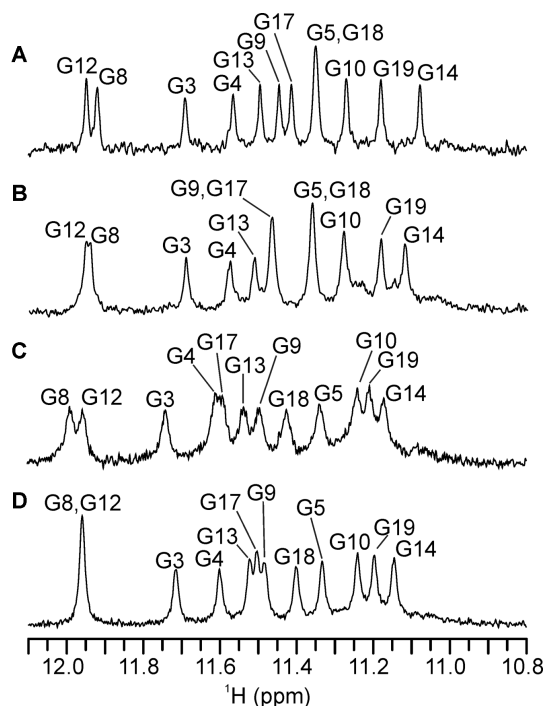 A
G12 G8 G3 G4 G13 G9 G17 G5,G18 G10 G19 G14
B
G12 G8 G3 G4 G13 G9,G17 G5,G18 G10 G19 G14
C
G8 G12 G3 G4 G17 G13 G9 G18 G5 G10 G19 G14
D
G8,G12 G3 G4 G13 G17 G9 G18 G5 G10 G19 G14
12.0 11.8 11.6 11.4 11.2 11.0 10.8
¹H (ppm)